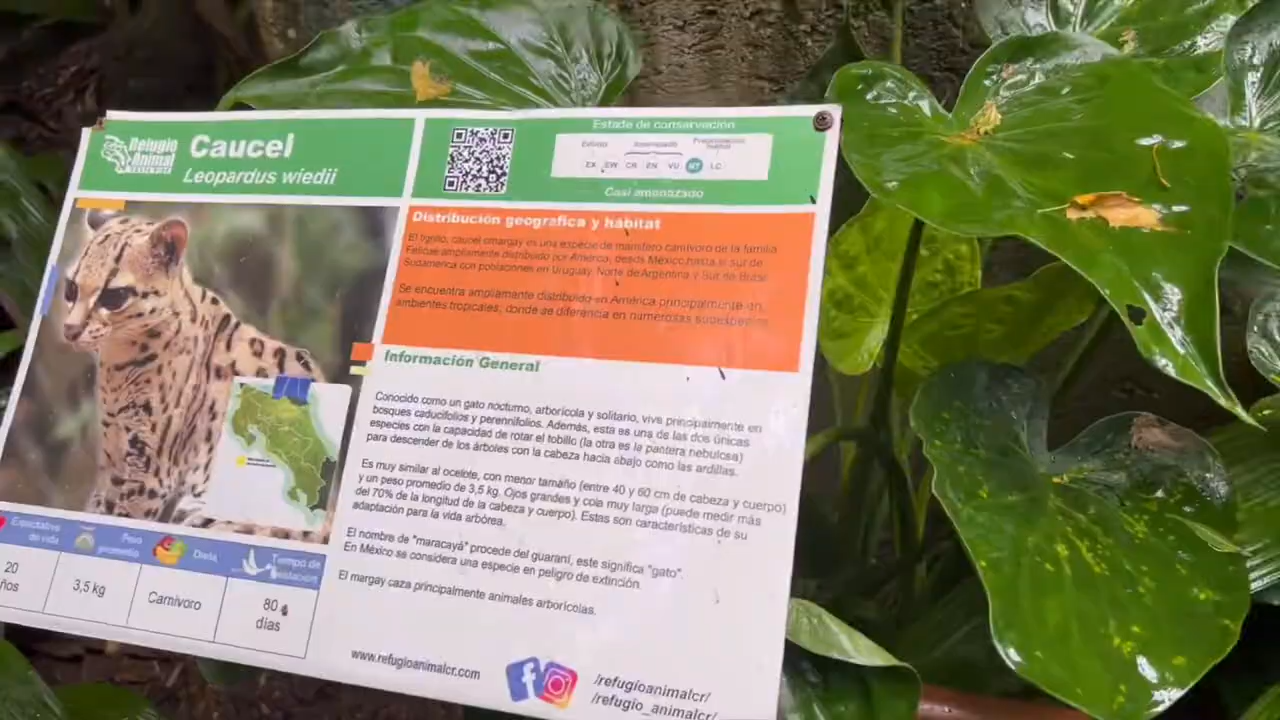 Refugio
Animal
COSTA RICA
Caucel
Leopardus wiedii
Estado de conservación
Extinto
Amenazado
EX EW CR EN VU NT LC
Casi amenazado
Distribución geografica y hábitat
El tigrillo, caucel omargay es una especie de mamífero carnívoro de la familia
Felidae ampliamente distribuido por América, desde México hasta el sur de
Sudamérica con poblaciones en Uruguay, Norte de Argentina y Sur de Brasil
Se encuentra ampliamente distribuido en América principalmente en
ambientes tropicales, donde se diferencia en numerosas subespecies
Información General
Conocido como un gato nocturno, arborícola y solitario, vive principalmente en
bosques caducifolios y perennifolios. Además, esta es una de las dos únicas
especies con la capacidad de rotar el tobillo (la otra es la pantera nebulosa)
para descender de los árboles con la cabeza hacia abajo como las ardillas.
Es muy similar al ocelote, con menor tamaño (entre 40 y 60 cm de cabeza y cuerpo)
y un peso promedio de 3,5 kg. Ojos grandes y cola muy larga (puede medir más
del 70% de la longitud de la cabeza y cuerpo). Estas son características de su
adaptación para la vida arbórea.
El nombre de "maracayá" procede del guaraní, este significa "gato".
En México se considera una especie en peligro de extinción.
El margay caza principalmente animales arborícolas.
Expectativa
de vida
Peso
promedio
Dieta
Tiempo de
gestación
20
ños
3,5 kg
Carnívoro
80
días
www.refugioanimalcr.com
/refugioanimalcr/
/refugio_animalcr/